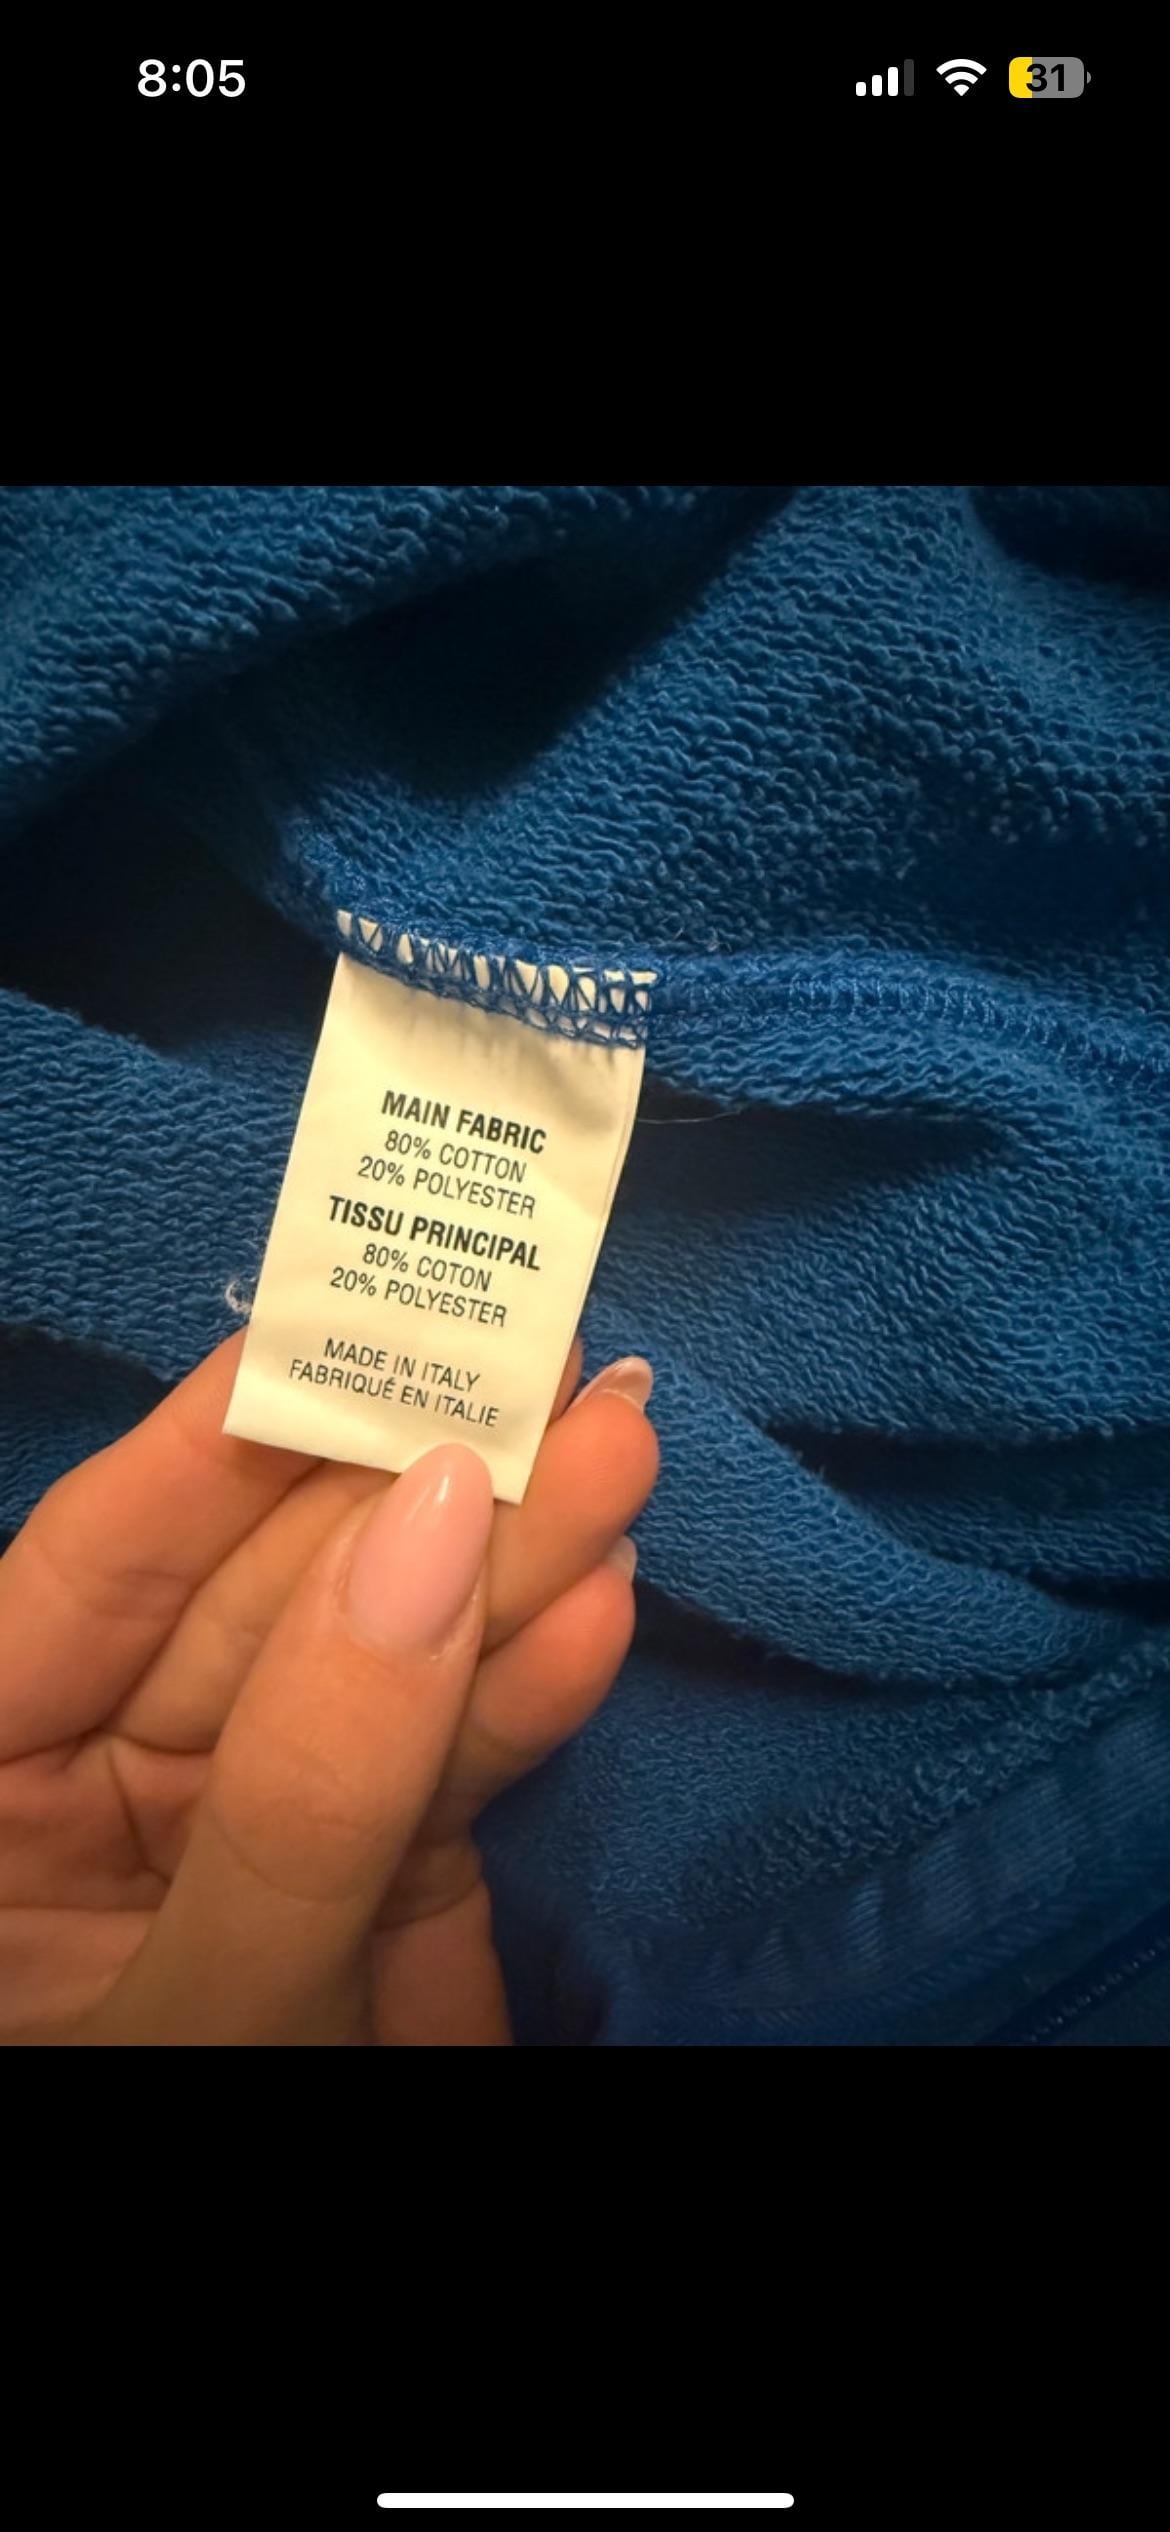 8:05
31
MAIN FABRIC
80% COTTON
20% POLYESTER
TISSU PRINCIPAL
80% COTON
20% POLYESTER
MADE IN ITALY
FABRIQUÉ EN ITALIE